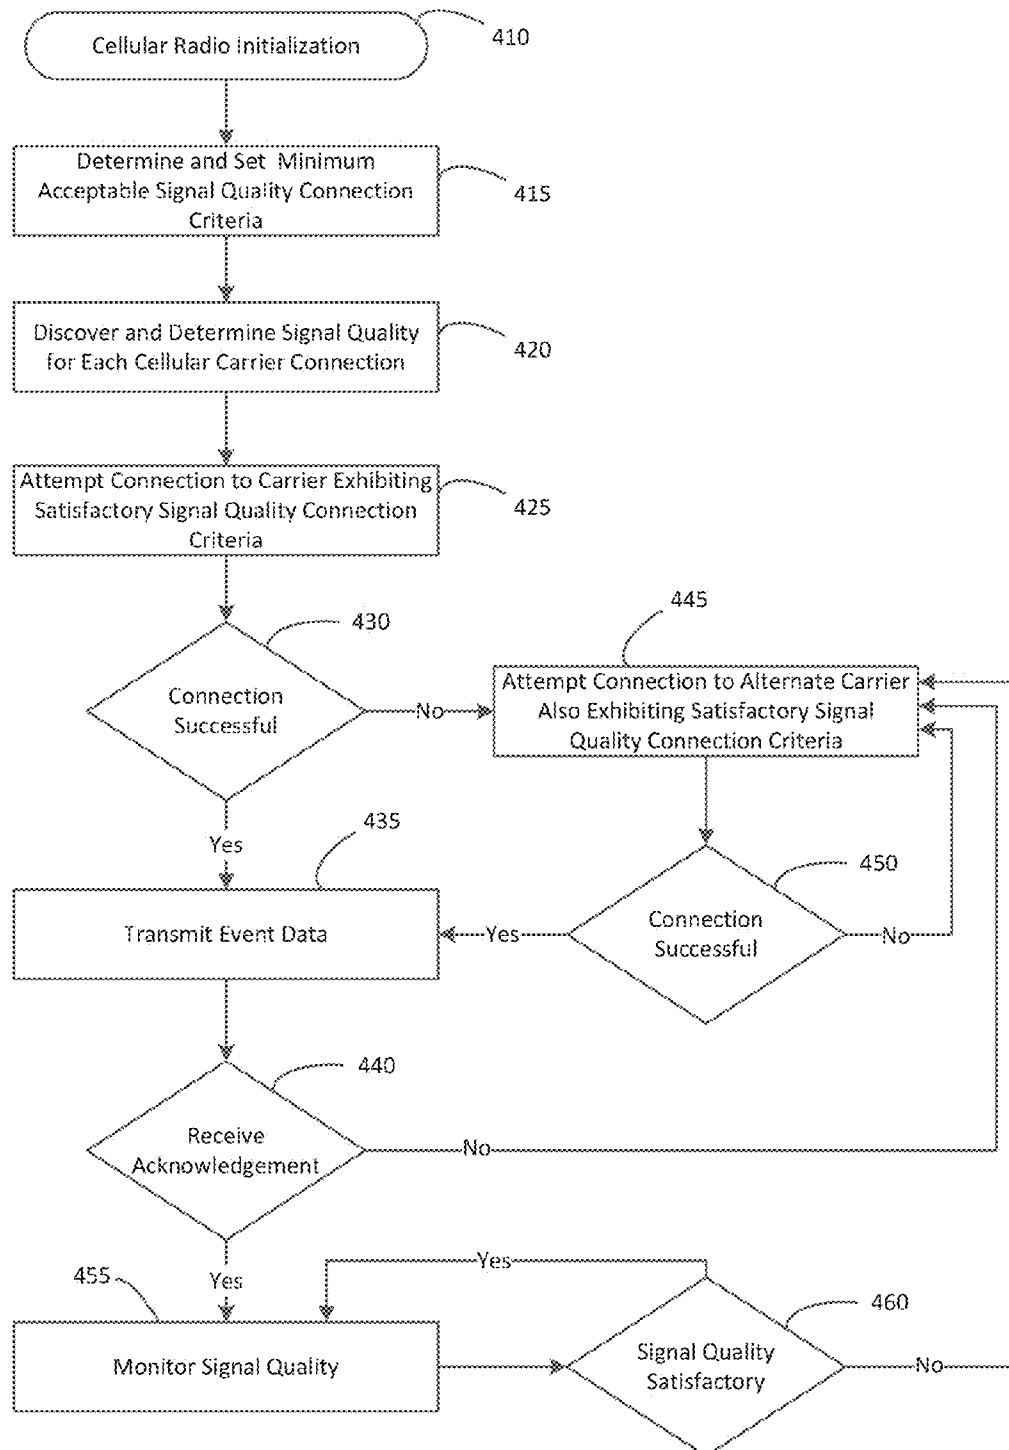 Cellular Radio Initialization
410
Determine and Set Minimum
Acceptable Signal Quality Connection
Criteria
415
Discover and Determine Signal Quality
for Each Cellular Carrier Connection
420
Attempt Connection to Carrier Exhibiting
Satisfactory Signal Quality Connection
Criteria
425
430
Connection
Successful
No
445
Attempt Connection to Alternate Carrier
Also Exhibiting Satisfactory Signal
Quality Connection Criteria
Yes
435
Transmit Event Data
Yes
450
Connection
Successful
No
440
Receive
Acknowledgement
No
Yes
455
Monitor Signal Quality
Yes
460
Signal Quality
Satisfactory
No